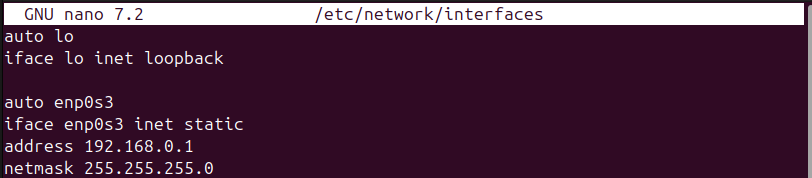 GNU nano 7.2 /etc/network/interfaces
auto lo
iface lo inet loopback
auto enp0s3
iface enp0s3 inet static
address 192.168.0.1
netmask 255.255.255.0